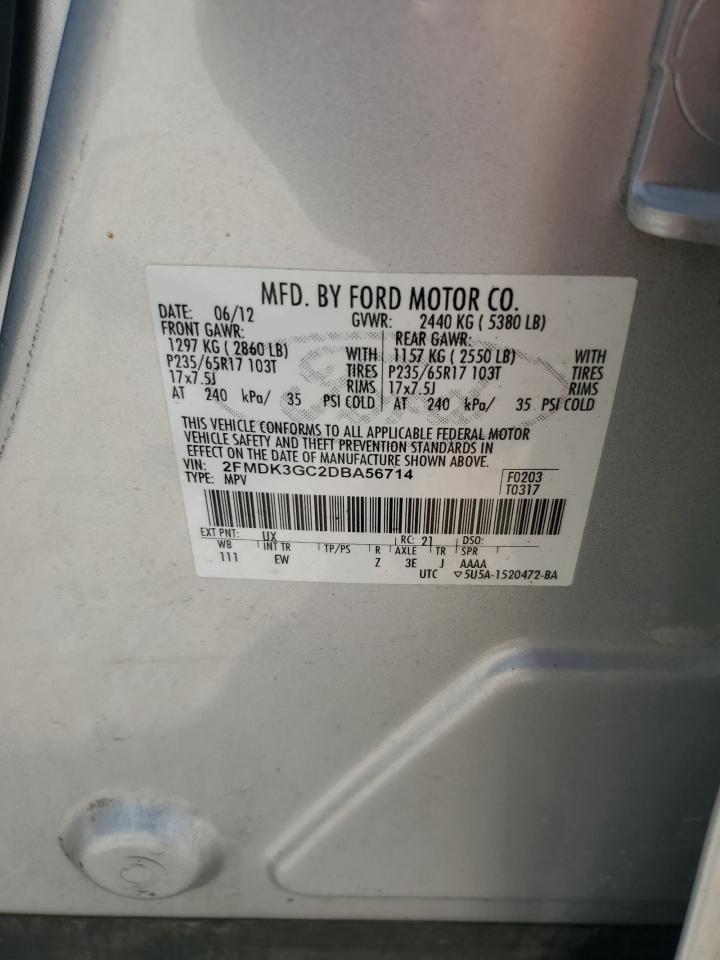 MFD. BY FORD MOTOR CO.
DATE: 06/12 GVWR: 2440 KG ( 5380 LB)
FRONT GAWR: REAR GAWR:
1297 KG ( 2860 LB) WITH 1157 KG ( 2550 LB) WITH
P235/65R17 103T TIRES P235/65R17 103T TIRES
17x7.5J RIMS 17x7.5J RIMS
AT 240 kPa/ 35 PSI COLD AT 240 kPa/ 35 PSI COLD
THIS VEHICLE CONFORMS TO ALL APPLICABLE FEDERAL MOTOR
VEHICLE SAFETY AND THEFT PREVENTION STANDARDS IN
EFFECT ON THE DATE OF MANUFACTURE SHOWN ABOVE.
VIN: 2FMDK3GC2DBA56714 F0203
TYPE: MPV T0317
EXT PNT: UX RC: 21 DSO:
WB INT TR TP/PS R AXLE TR SPR
111 EW Z 3E J AAAA
UTC ▽5U5A-1520472-BA
Ford